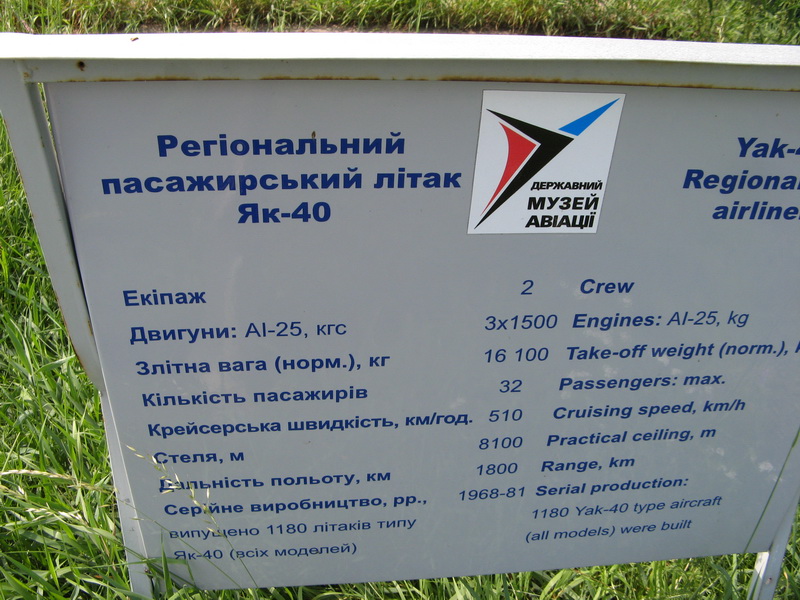 Регіональний
пасажирський літак
Як-40
ДЕРЖАВНИЙ
МУЗЕЙ
АВІАЦІЇ
Yak-4
Regional
airline
Екіпаж 2 Crew
Двигуни: АІ-25, кгс 3x1500 Engines: AI-25, kg
Злітна вага (норм.), кг 16 100 Take-off weight (norm.),
Кількість пасажирів 32 Passengers: max.
Крейсерська швидкість, км/год. 510 Cruising speed, km/h
Стеля, м 8100 Practical ceiling, m
Дальність польоту, км 1800 Range, km
Серійне виробництво, рр., 1968-81 Serial production:
випущено 1180 літаків типу 1180 Yak-40 type aircraft
Як-40 (всіх моделей) (all models) were built